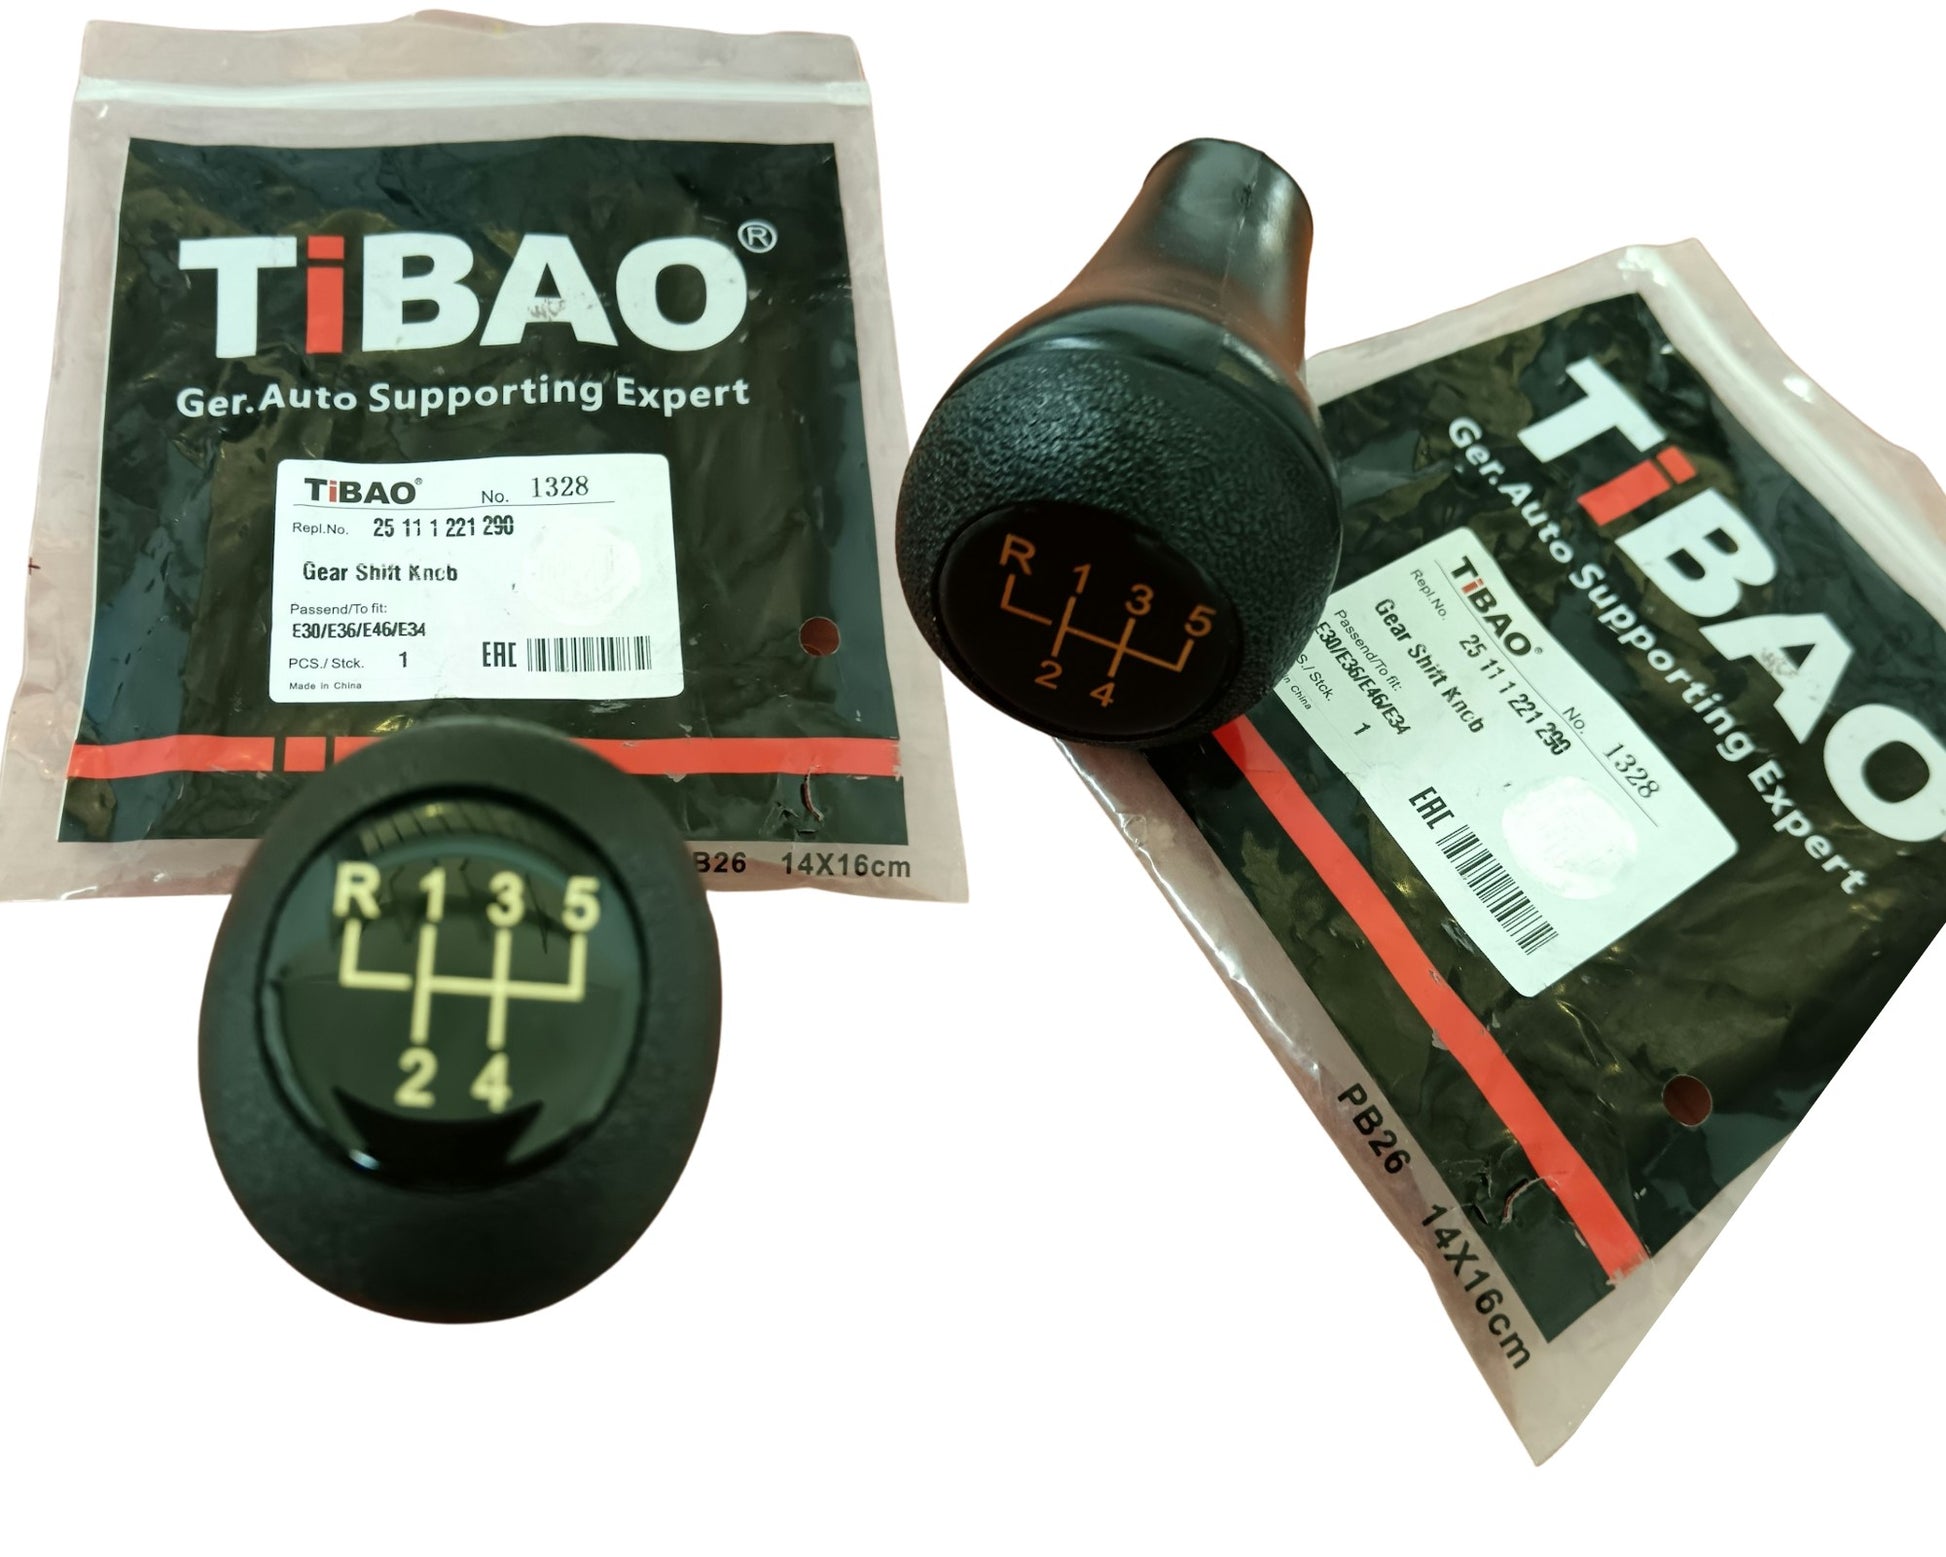 TiBAO®
Ger.Auto Supporting Expert
TiBAO® No. 1328
Repl.No. 25 11 1 221 290
Gear Shift Knob
Passend/To fit:
E30/E36/E46/E34
EAC
PCS./ Stck. 1
Made in China
B26 14X16cm
R 1 3 5
2 4
R 1 3 5
2 4
TiBAO
Ger.Auto Supporting Expert
TiBAO® No. 1328
Repl.No. 25 11 1 221 290
Gear Shift Knob
Passend/To fit:
E30/E36/E46/E34
S./ Stck. 1
in China
EAC
PB26 14X16cm